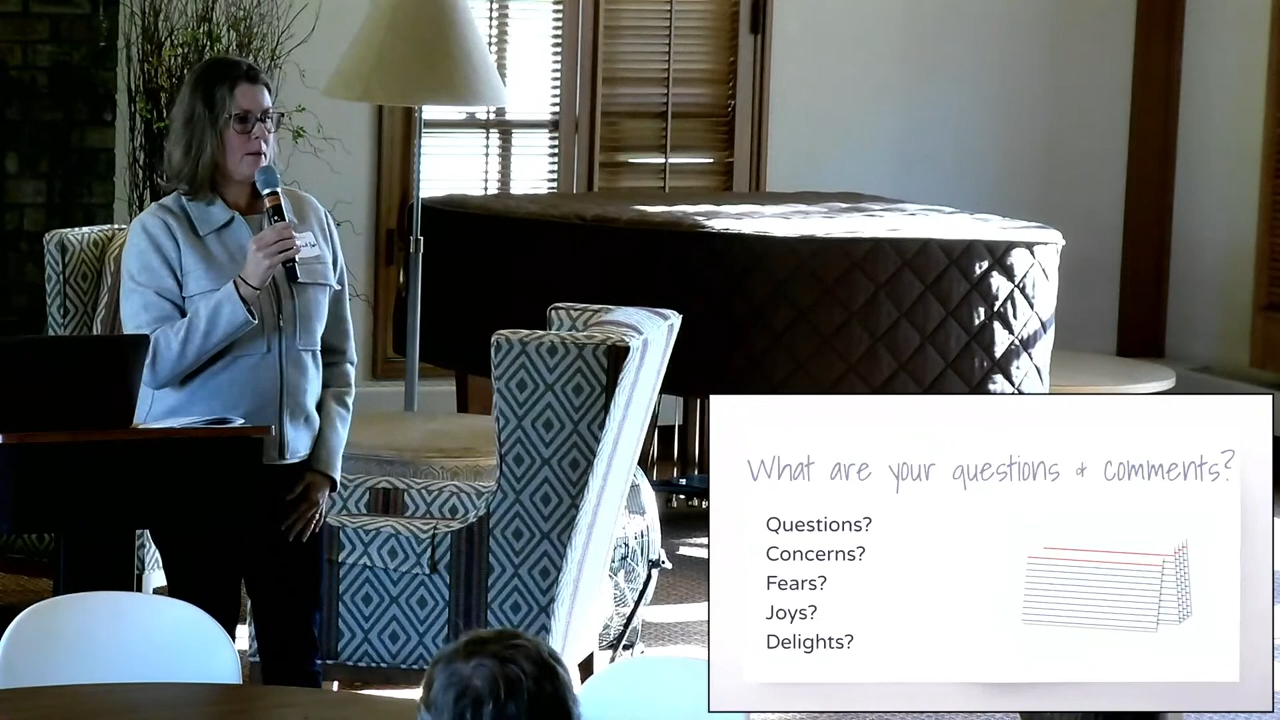 What are your questions & comments?
Questions?
Concerns?
Fears?
Joys?
Delights?